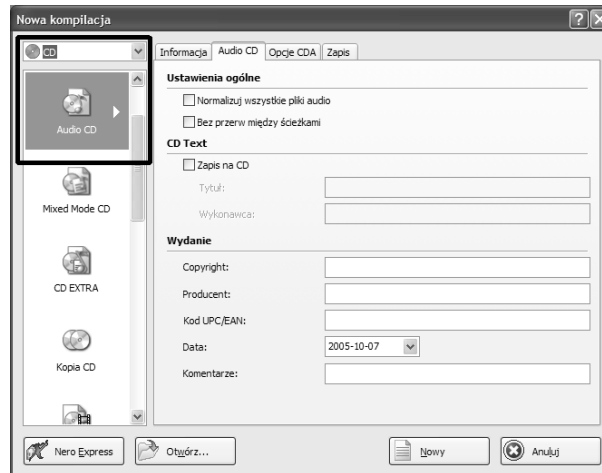 Nowa kompilacja
CD
Audio CD
Mixed Mode CD
CD EXTRA
Kopia CD
Informacja Audio CD Opcje CDA Zapis
Ustawienia ogólne
Normalizuj wszystkie pliki audio
Bez przerw między ścieżkami
CD Text
Zapis na CD
Tytuł:
Wykonawca:
Wydanie
Copyright:
Producent:
Kod UPC/EAN:
Data: 2005-10-07
Komentarze:
Nero Express Otwórz... Nowy Anuluj